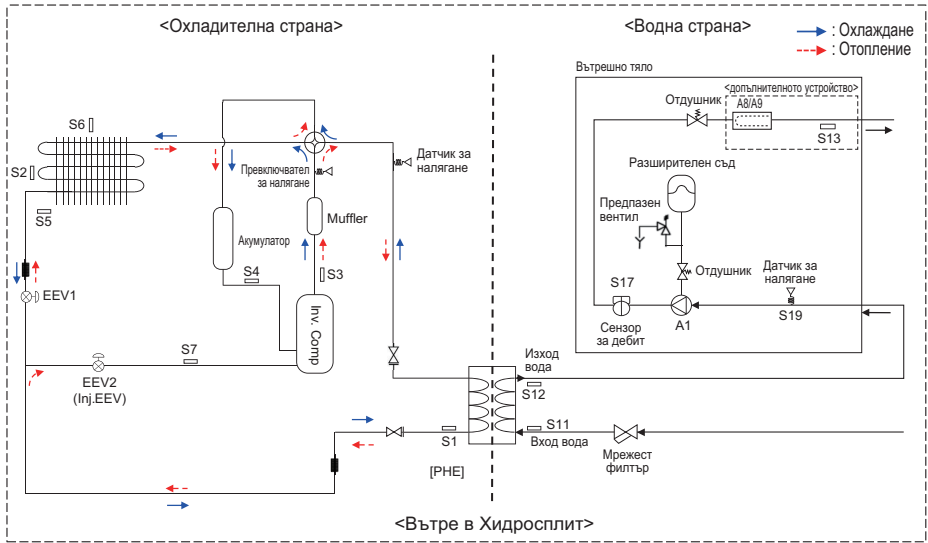 <Охладителна страна>
<Водна страна>
: Охлаждане
: Отопление
Вътрешно тяло
<допълнителното устройство>
Отдушник
A8/A9
S13
S6
S2
S5
Превключвател
за налягане
Датчик за
налягане
Разширителен съд
Предпазен
вентил
Muffler
Акумулатор
S4
S3
Отдушник
S17
Датчик за
налягане
EEV1
Inv. Comp
Сензор
за дебит
A1
S19
S7
EEV2
(Inj.EEV)
Изход
вода
S12
S1
S11
Вход вода
Мрежест
филтър
[PHE]
<Вътре в Хидросплит>